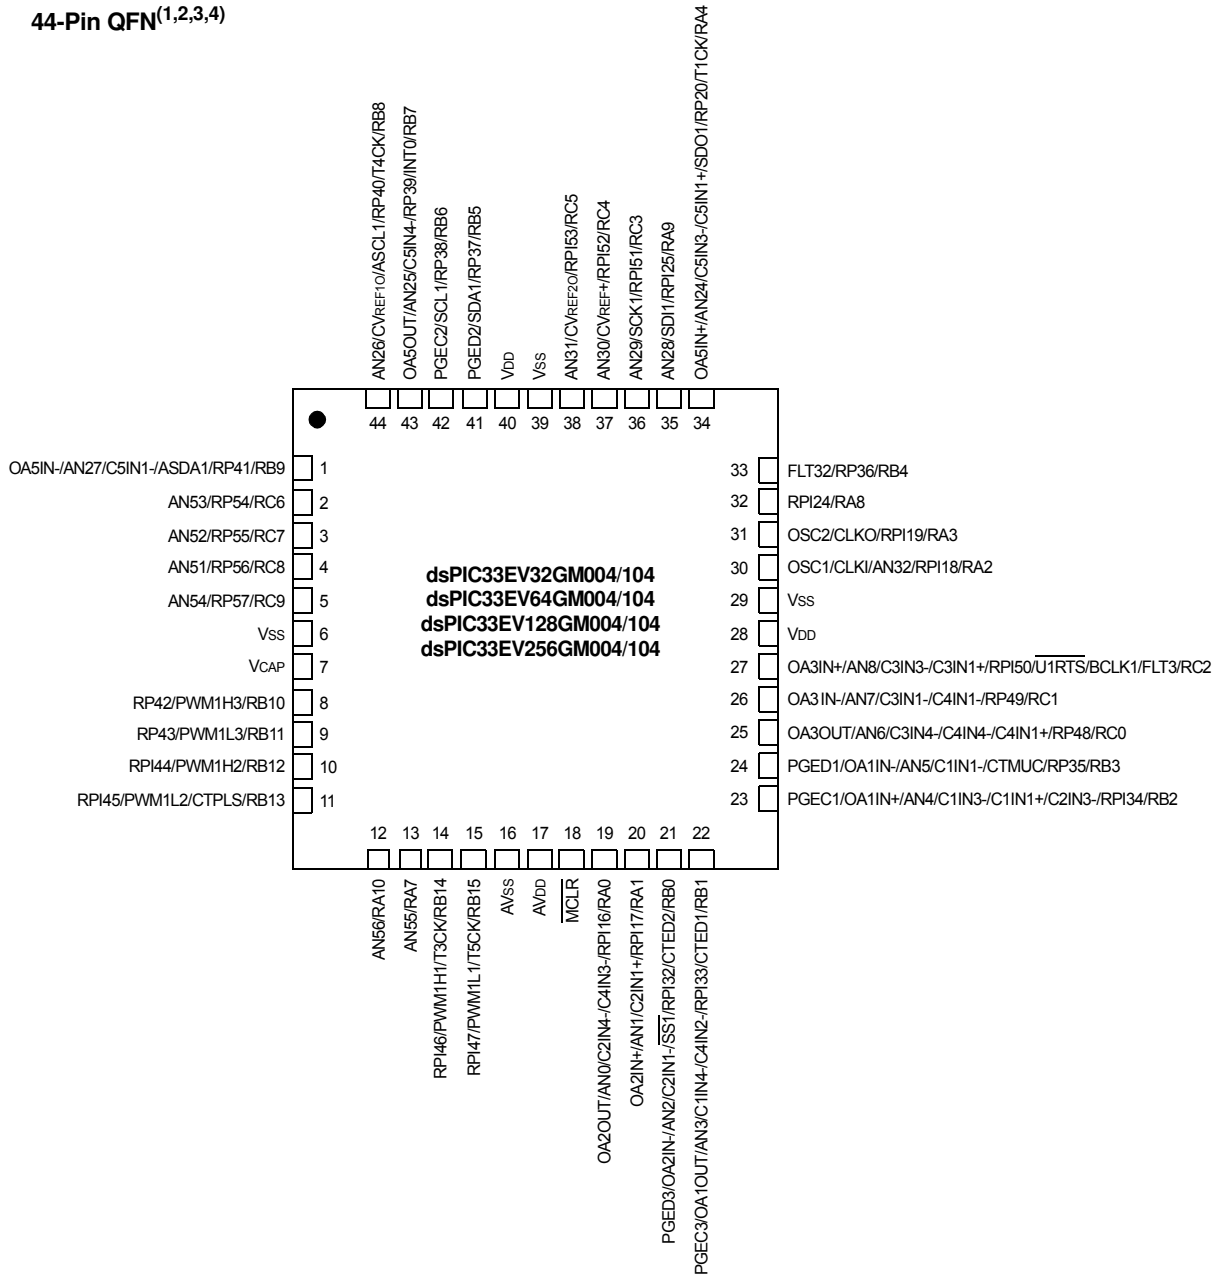 44-Pin QFN(1,2,3,4)
AN26/CVREF1O/ASCL1/RP40/T4CK/RB8
OA5OUT/AN25/C5IN4-/RP39/INT0/RB7
PGEC2/SCL1/RP38/RB6
PGED2/SDA1/RP37/RB5
VDD
VSS
AN31/CVREF2O/RPI53/RC5
AN30/CVREF+/RPI52/RC4
AN29/SCK1/RPI51/RC3
AN28/SDI1/RPI25/RA9
OA5IN+/AN24/C5IN3-/C5IN1+/SDO1/RP20/T1CK/RA4
44 43 42 41 40 39 38 37 36 35 34
OA5IN-/AN27/C5IN1-/ASDA1/RP41/RB9 1
AN53/RP54/RC6 2
AN52/RP55/RC7 3
AN51/RP56/RC8 4
AN54/RP57/RC9 5
VSS 6
VCAP 7
RP42/PWM1H3/RB10 8
RP43/PWM1L3/RB11 9
RPI44/PWM1H2/RB12 10
RPI45/PWM1L2/CTPLS/RB13 11
dsPIC33EV32GM004/104
dsPIC33EV64GM004/104
dsPIC33EV128GM004/104
dsPIC33EV256GM004/104
33 FLT32/RP36/RB4
32 RPI24/RA8
31 OSC2/CLKO/RPI19/RA3
30 OSC1/CLKI/AN32/RPI18/RA2
29 VSS
28 VDD
27 OA3IN+/AN8/C3IN3-/C3IN1+/RPI50/U1RTS/BCLK1/FLT3/RC2
26 OA3IN-/AN7/C3IN1-/C4IN1-/RP49/RC1
25 OA3OUT/AN6/C3IN4-/C4IN4-/C4IN1+/RP48/RC0
24 PGED1/OA1IN-/AN5/C1IN1-/CTMUC/RP35/RB3
23 PGEC1/OA1IN+/AN4/C1IN3-/C1IN1+/C2IN3-/RPI34/RB2
12 13 14 15 16 17 18 19 20 21 22
AN56/RA10
AN55/RA7
RPI46/PWM1H1/T3CK/RB14
RPI47/PWM1L1/T5CK/RB15
AVSS
AVDD
MCLR
OA2OUT/AN0/C2IN4-/C4IN3-/RPI16/RA0
OA2IN+/AN1/C2IN1+/RPI17/RA1
PGED3/OA2IN-/AN2/C2IN1-/SS1/RPI32/CTED2/RB0
PGEC3/OA1OUT/AN3/C1IN4-/C4IN2-/RPI33/CTED1/RB1